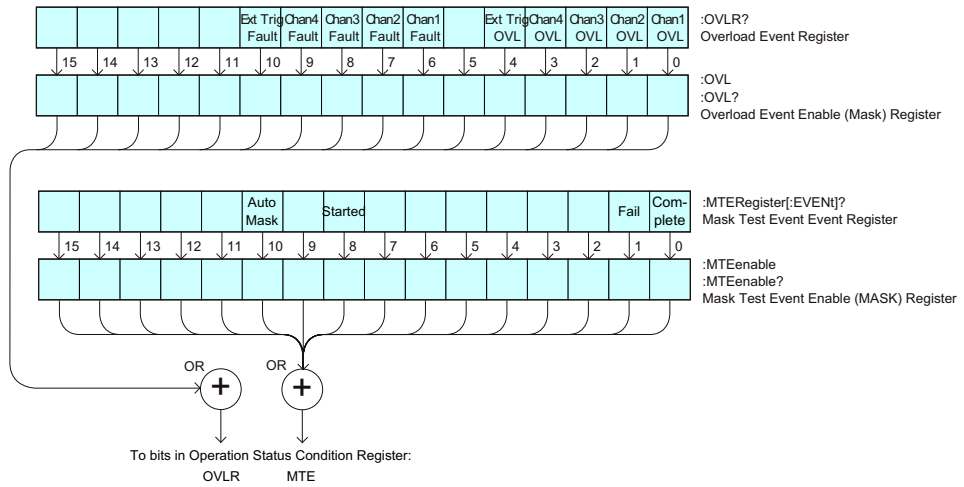 Ext Trig Chan4 Chan3 Chan2 Chan1 Ext Trig Chan4 Chan3 Chan2 Chan1 :OVLR?
Fault Fault Fault Fault Fault OVL OVL OVL OVL OVL Overload Event Register
15 14 13 12 11 10 9 8 7 6 5 4 3 2 1 0
:OVL
:OVL?
Overload Event Enable (Mask) Register
Auto Started Fail Com- :MTERegister[:EVENt]?
Mask plete Mask Test Event Event Register
15 14 13 12 11 10 9 8 7 6 5 4 3 2 1 0
:MTEenable
:MTEenable?
Mask Test Event Enable (MASK) Register
OR OR
+ +
To bits in Operation Status Condition Register:
OVLR MTE